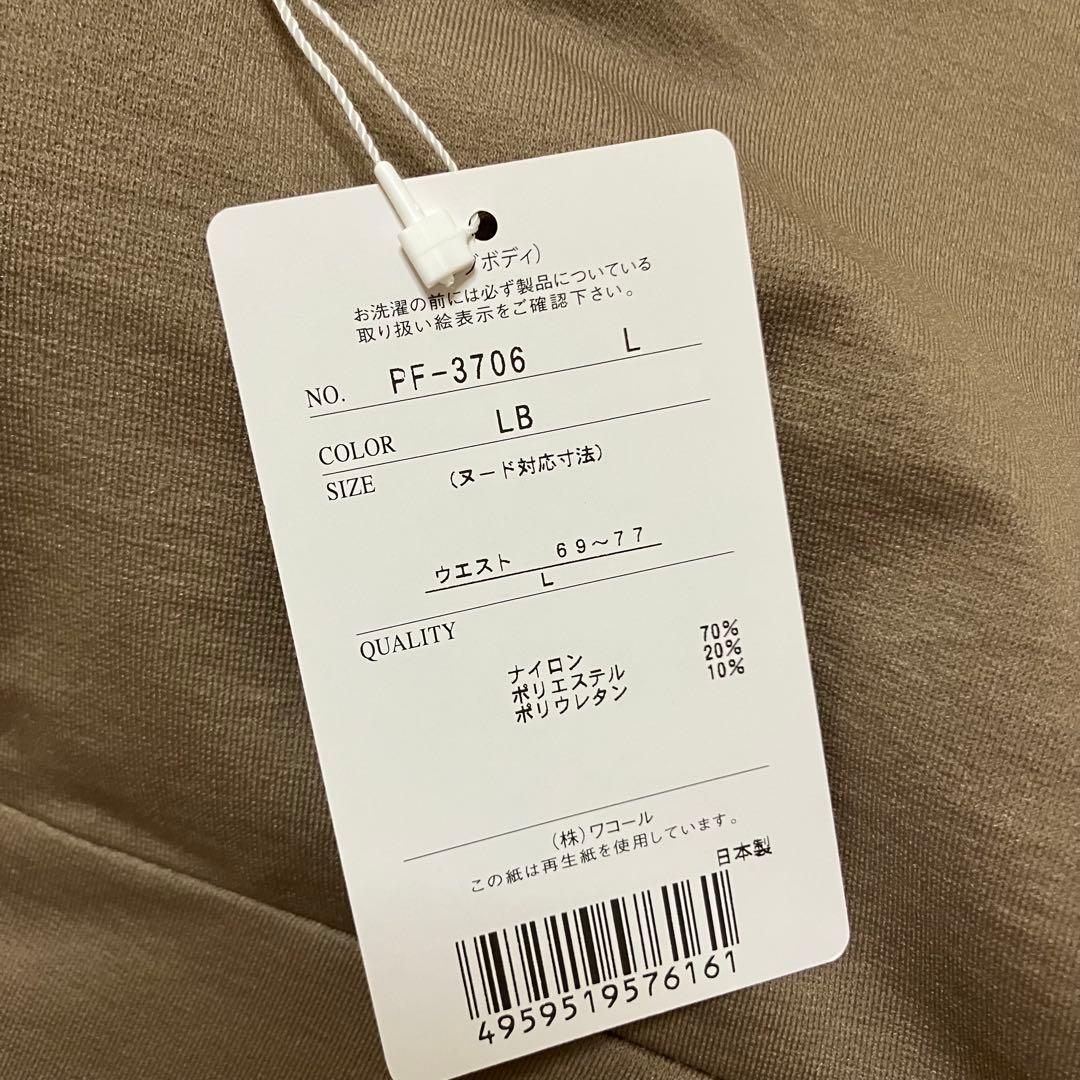 ボディ)
お洗濯の前には必ず製品についている
取り扱い絵表示をご確認下さい。
NO. PF-3706 L
COLOR LB
SIZE (ヌード対応寸法)
ウエスト 69～77
L
QUALITY
ナイロン 70%
ポリエステル 20%
ポリウレタン 10%
(株)ワコール
この紙は再生紙を使用しています。
日本製
4959519576161